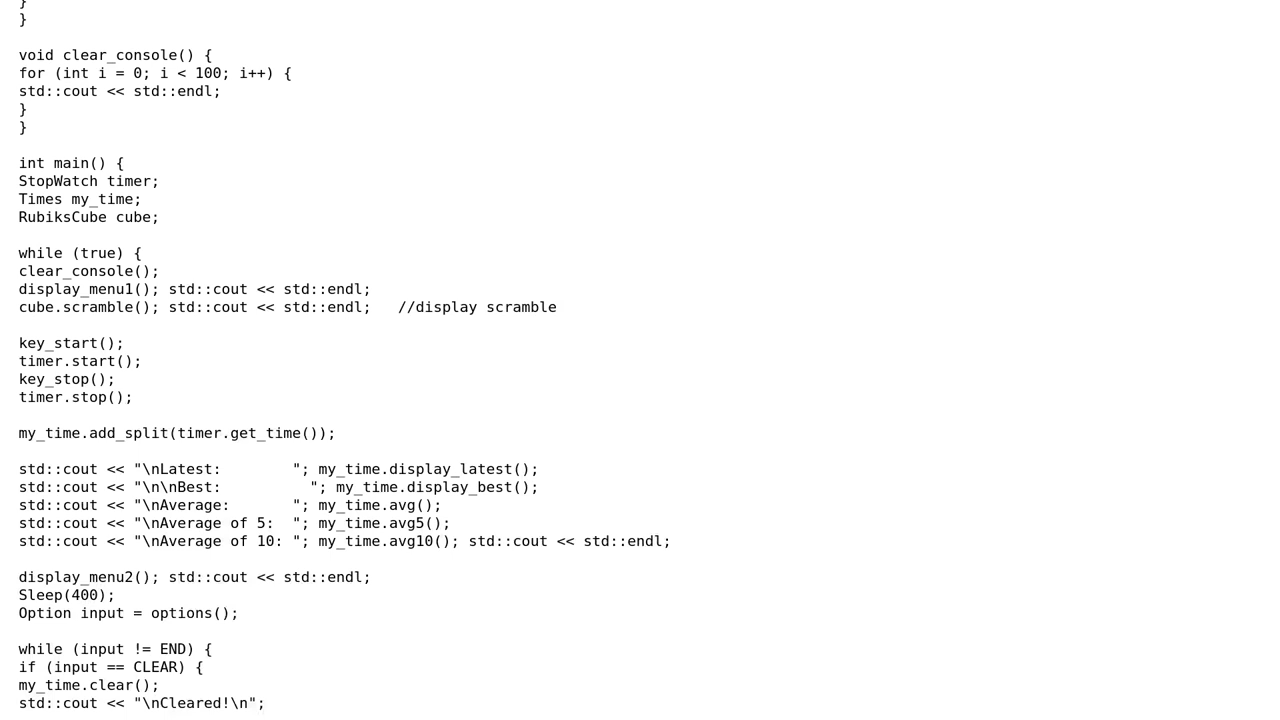 }
}
void clear_console() {
for (int i = 0; i < 100; i++) {
std::cout << std::endl;
}
}
int main() {
StopWatch timer;
Times my_time;
RubiksCube cube;
while (true) {
clear_console();
display_menu1(); std::cout << std::endl;
cube.scramble(); std::cout << std::endl;   //display scramble
key_start();
timer.start();
key_stop();
timer.stop();
my_time.add_split(timer.get_time());
std::cout << "\nLatest:        "; my_time.display_latest();
std::cout << "\n\nBest:          "; my_time.display_best();
std::cout << "\nAverage:       "; my_time.avg();
std::cout << "\nAverage of 5:  "; my_time.avg5();
std::cout << "\nAverage of 10: "; my_time.avg10(); std::cout << std::endl;
display_menu2(); std::cout << std::endl;
Sleep(400);
Option input = options();
while (input != END) {
if (input == CLEAR) {
my_time.clear();
std::cout << "\nCleared!\n";